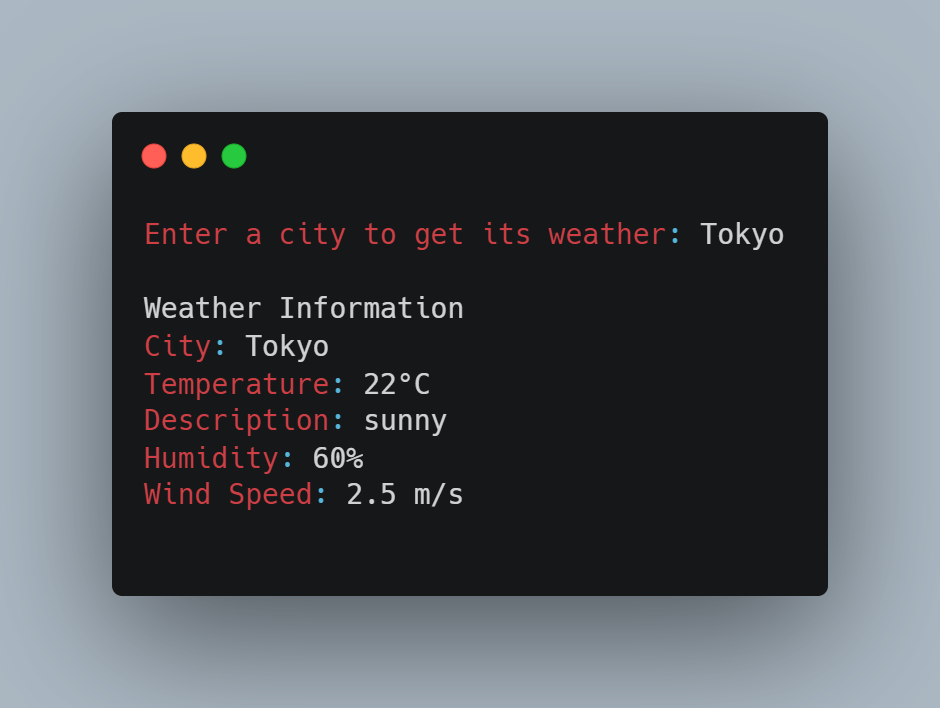 Enter a city to get its weather: Tokyo
Weather Information
City: Tokyo
Temperature: 22°C
Description: sunny
Humidity: 60%
Wind Speed: 2.5 m/s